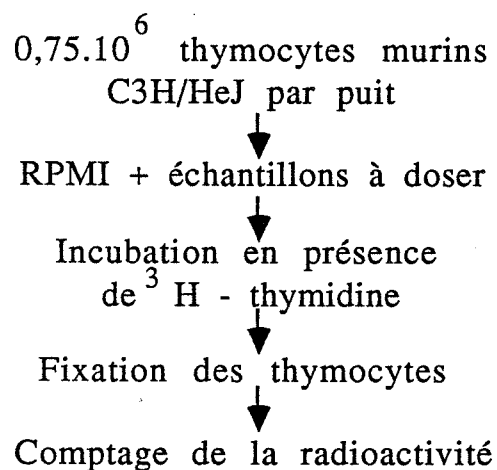 0,75.10⁶ thymocytes murins
C3H/HeJ par puit
RPMI + échantillons à doser
Incubation en présence
de ³ H - thymidine
Fixation des thymocytes
Comptage de la radioactivité